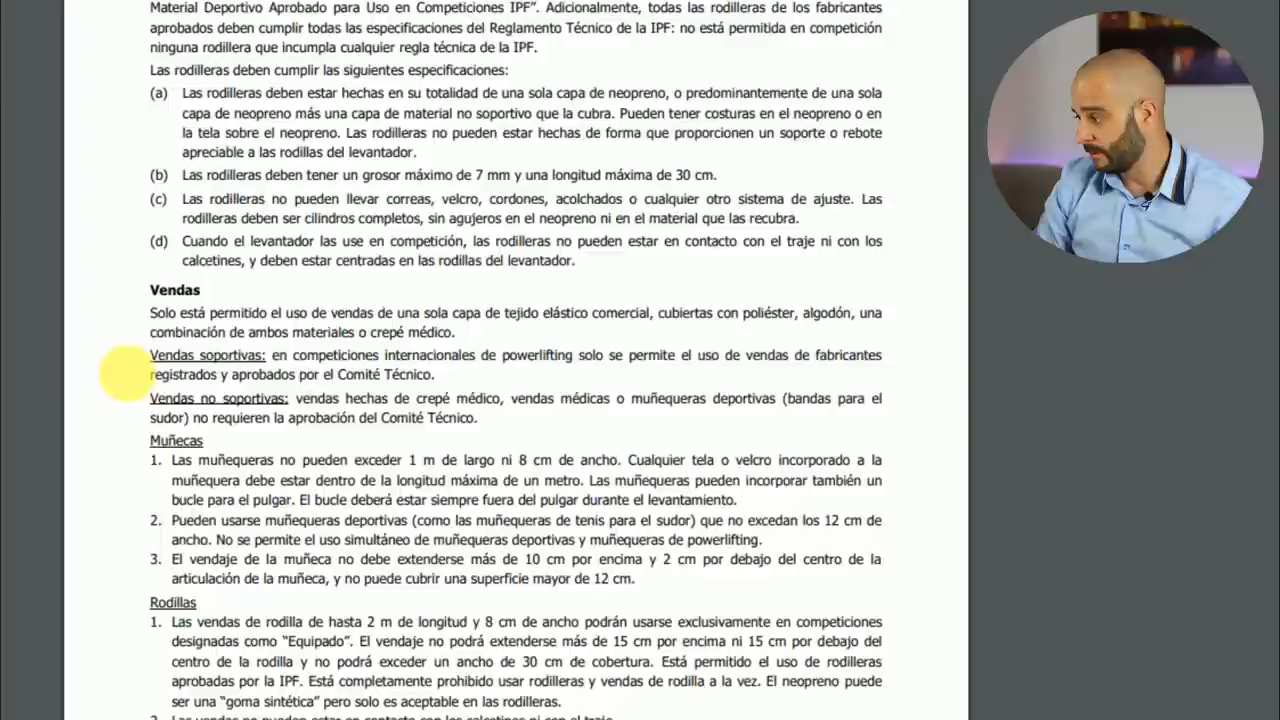 Material Deportivo Aprobado para Uso en Competiciones IPF”. Adicionalmente, todas las rodilleras de los fabricantes
aprobados deben cumplir todas las especificaciones del Reglamento Técnico de la IPF: no está permitida en competición
ninguna rodillera que incumpla cualquier regla técnica de la IPF.
Las rodilleras deben cumplir las siguientes especificaciones:
(a) Las rodilleras deben estar hechas en su totalidad de una sola capa de neopreno, o predominantemente de una sola
capa de neopreno más una capa de material no soportivo que la cubra. Pueden tener costuras en el neopreno o en
la tela sobre el neopreno. Las rodilleras no pueden estar hechas de forma que proporcionen un soporte o rebote
apreciable a las rodillas del levantador.
(b) Las rodilleras deben tener un grosor máximo de 7 mm y una longitud máxima de 30 cm.
(c) Las rodilleras no pueden llevar correas, velcro, cordones, acolchados o cualquier otro sistema de ajuste. Las
rodilleras deben ser cilindros completos, sin agujeros en el neopreno ni en el material que las recubra.
(d) Cuando el levantador las use en competición, las rodilleras no pueden estar en contacto con el traje ni con los
calcetines, y deben estar centradas en las rodillas del levantador.
Vendas
Solo está permitido el uso de vendas de una sola capa de tejido elástico comercial, cubiertas con poliéster, algodón, una
combinación de ambos materiales o crepé médico.
Vendas soportivas: en competiciones internacionales de powerlifting solo se permite el uso de vendas de fabricantes
registrados y aprobados por el Comité Técnico.
Vendas no soportivas: vendas hechas de crepé médico, vendas médicas o muñequeras deportivas (bandas para el
sudor) no requieren la aprobación del Comité Técnico.
Muñecas
1. Las muñequeras no pueden exceder 1 m de largo ni 8 cm de ancho. Cualquier tela o velcro incorporado a la
muñequera debe estar dentro de la longitud máxima de un metro. Las muñequeras pueden incorporar también un
bucle para el pulgar. El bucle deberá estar siempre fuera del pulgar durante el levantamiento.
2. Pueden usarse muñequeras deportivas (como las muñequeras de tenis para el sudor) que no excedan los 12 cm de
ancho. No se permite el uso simultáneo de muñequeras deportivas y muñequeras de powerlifting.
3. El vendaje de la muñeca no debe extenderse más de 10 cm por encima y 2 cm por debajo del centro de la
articulación de la muñeca, y no puede cubrir una superficie mayor de 12 cm.
Rodillas
1. Las vendas de rodilla de hasta 2 m de longitud y 8 cm de ancho podrán usarse exclusivamente en competiciones
designadas como “Equipado”. El vendaje no podrá extenderse más de 15 cm por encima ni 15 cm por debajo del
centro de la rodilla y no podrá exceder un ancho de 30 cm de cobertura. Está permitido el uso de rodilleras
aprobadas por la IPF. Está completamente prohibido usar rodilleras y vendas de rodilla a la vez. El neopreno puede
ser una “goma sintética” pero solo es aceptable en las rodilleras.
2. Las vendas no pueden estar en contacto con los calcetines ni con el traje.